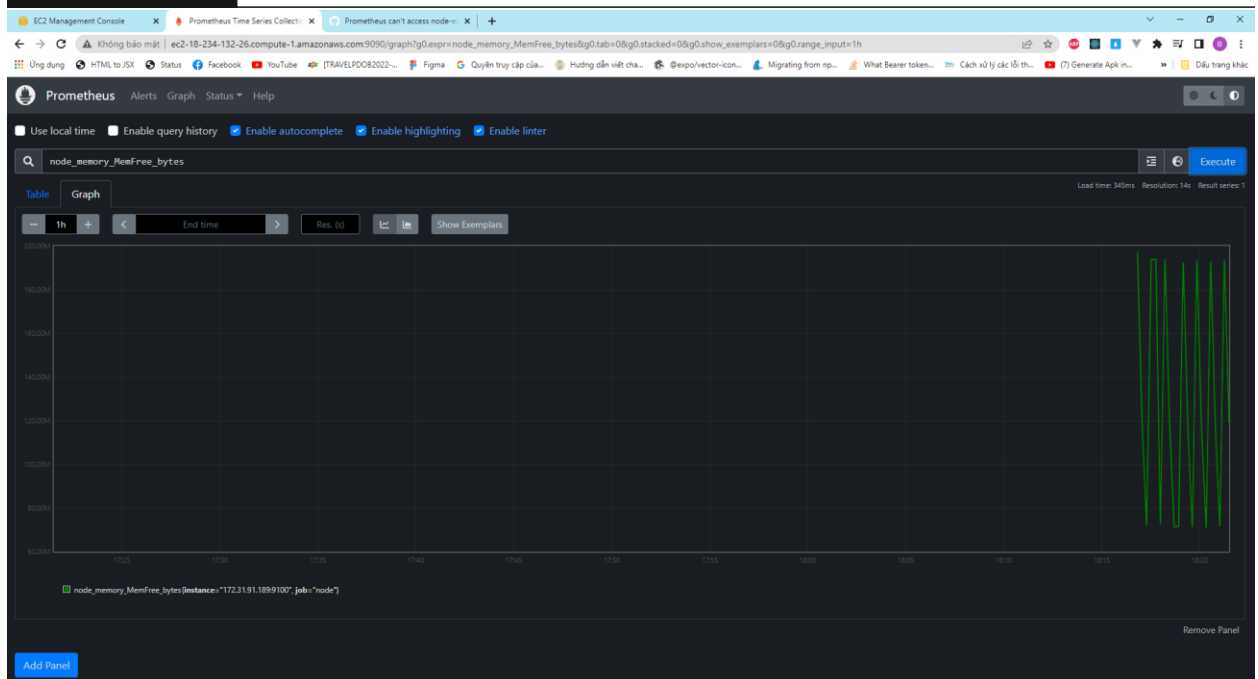 EC2 Management Console
Prometheus Time Series Collectio
Prometheus can't access node-e
Không bảo mật | ec2-18-234-132-26.compute-1.amazonaws.com:9090/graph?g0.expr=node_memory_MemFree_bytes&g0.tab=0&g0.stacked=0&g0.show_exemplars=0&g0.range_input=1h
Ứng dụng HTML to JSX Status Facebook YouTube [TRAVELPDOB2022-... Figma Quyền truy cập của... Hướng dẫn viết cha... @expo/vector-icon... Migrating from np... What Bearer token... Cách xử lý các lỗi th... (7) Generate Apk in... » Dấu trang khác
Prometheus Alerts Graph Status Help
Use local time Enable query history Enable autocomplete Enable highlighting Enable linter
node_memory_MemFree_bytes Execute
Load time: 345ms Resolution: 14s Result series: 1
Table Graph
− 1h + < End time > Res. (s) Show Exemplars
200.00M
180.00M
160.00M
140.00M
120.00M
100.00M
80.00M
60.00M
17:25 17:30 17:35 17:40 17:45 17:50 17:55 18:00 18:05 18:10 18:15 18:20
node_memory_MemFree_bytes{instance="172.31.91.189:9100", job="node"}
Remove Panel
Add Panel